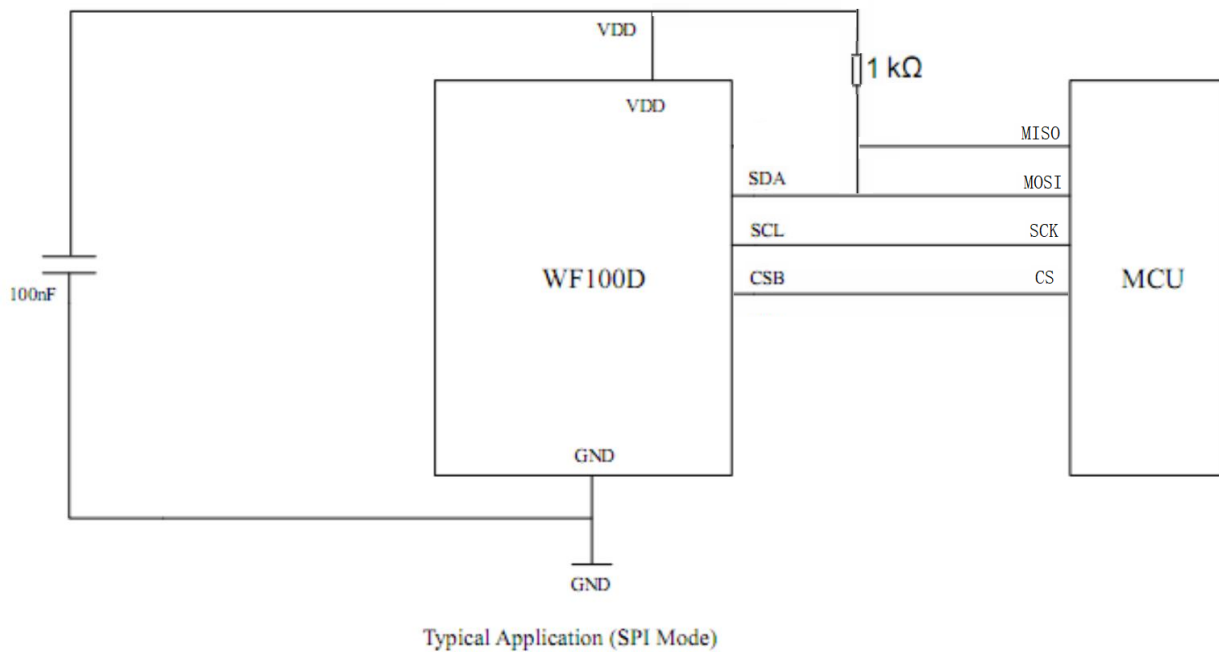 VDD
1 kΩ
VDD
MISO
SDA
MOSI
SCL
SCK
WF100D
CSB
CS
MCU
100nF
GND
GND
Typical Application (SPI Mode)